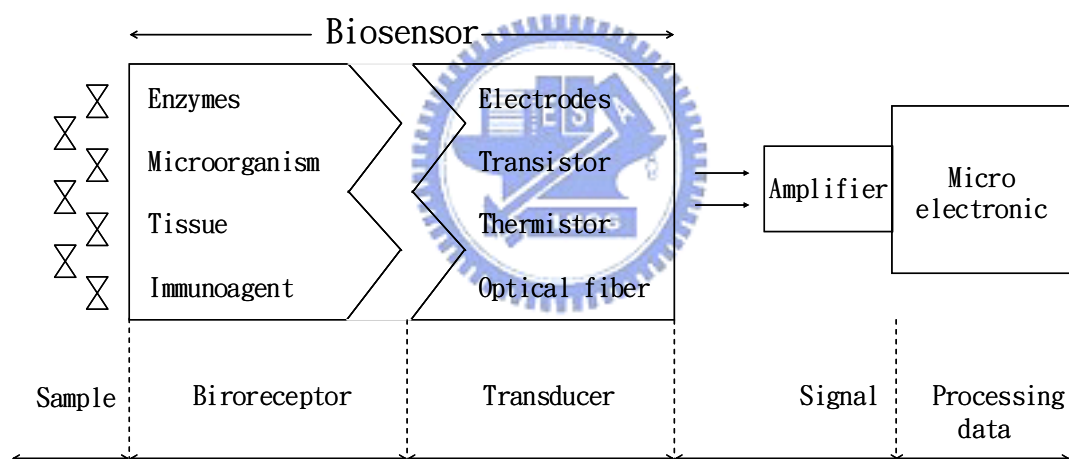 Biosensor
Enzymes
Electrodes
Microorganism
Transistor
Tissue
Thermistor
Immunoagent
Optical fiber
Amplifier
Micro
electronic
Sample
Biroreceptor
Transducer
Signal
Processing
data
E S A
1896